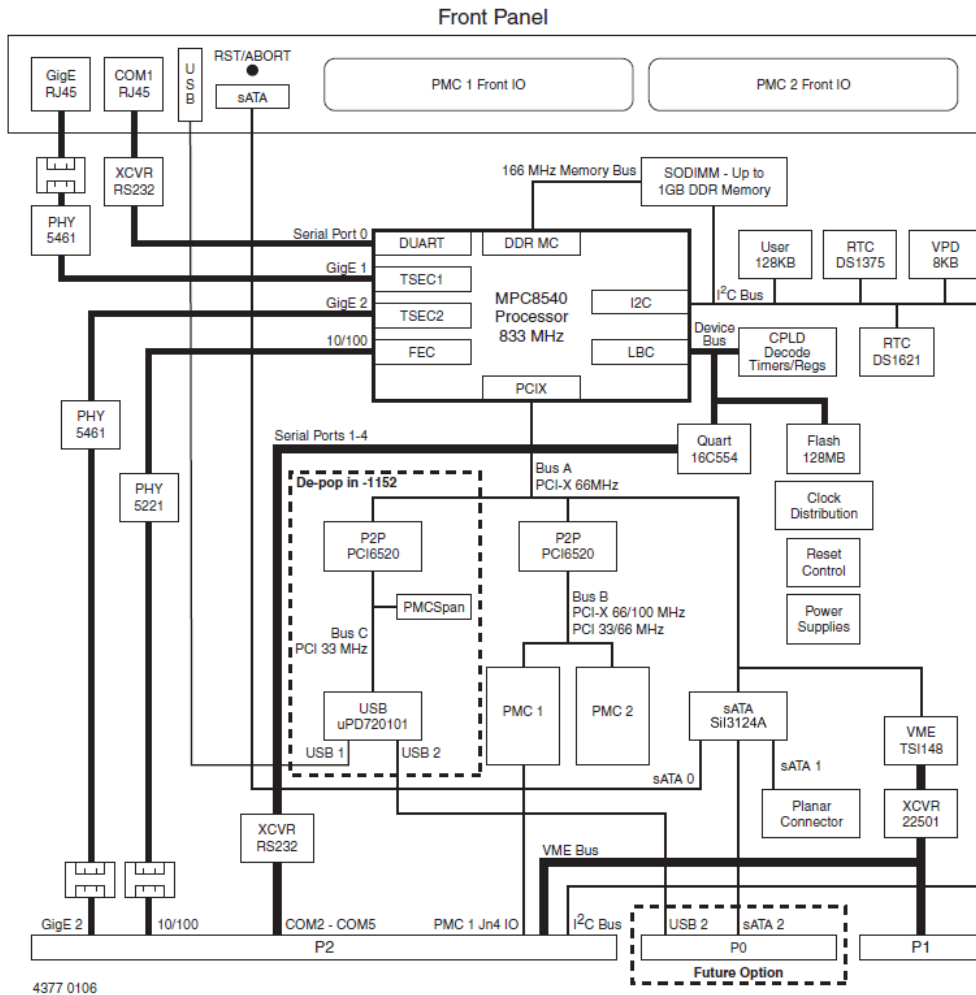 Front Panel
GigE
RJ45
COM1
RJ45
U
S
B
RST/ABORT
sATA
PMC 1 Front IO
PMC 2 Front IO
XCVR
RS232
PHY
5461
166 MHz Memory Bus
SODIMM - Up to
1GB DDR Memory
Serial Port 0
GigE 1
GigE 2
10/100
DUART
DDR MC
TSEC1
TSEC2
FEC
MPC8540
Processor
833 MHz
I2C
LBC
PCIX
User
128KB
RTC
DS1375
VPD
8KB
I2C Bus
Device
Bus
CPLD
Decode
Timers/Regs
RTC
DS1621
PHY
5461
PHY
5221
Serial Ports 1-4
Quart
16C554
Flash
128MB
Bus A
PCI-X 66MHz
De-pop in -1152
Clock
Distribution
P2P
PCI6520
P2P
PCI6520
Reset
Control
PMCSpan
Bus B
PCI-X 66/100 MHz
PCI 33/66 MHz
Power
Supplies
Bus C
PCI 33 MHz
USB
uPD720101
PMC 1
PMC 2
sATA
Sil3124A
VME
TSI148
USB 1
USB 2
sATA 0
sATA 1
Planar
Connector
XCVR
22501
XCVR
RS232
VME Bus
GigE 2
10/100
COM2 - COM5
PMC 1 Jn4 IO
I2C Bus
USB 2
sATA 2
P2
P0
P1
Future Option
4377 0106